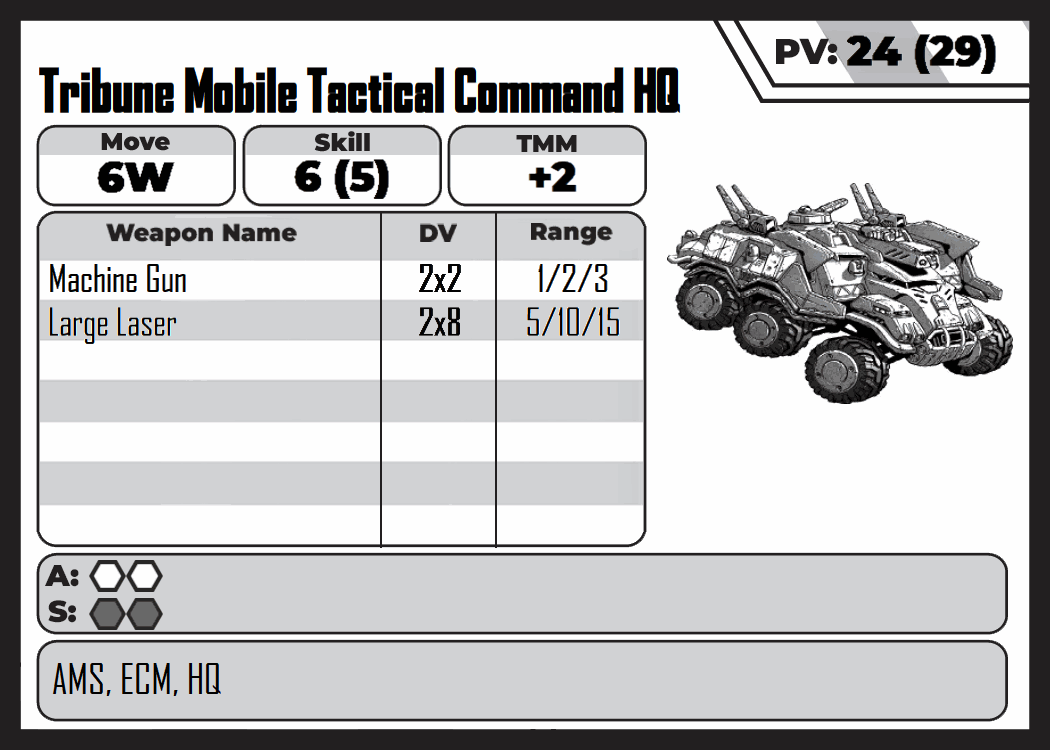 PV: 24 (29)
Tribune Mobile Tactical Command HQ
Move Skill TMM
6W 6 (5) +2
Weapon Name DV Range
Machine Gun 2x2 1/2/3
Large Laser 2x8 5/10/15
A:
S:
AMS, ECM, HQ